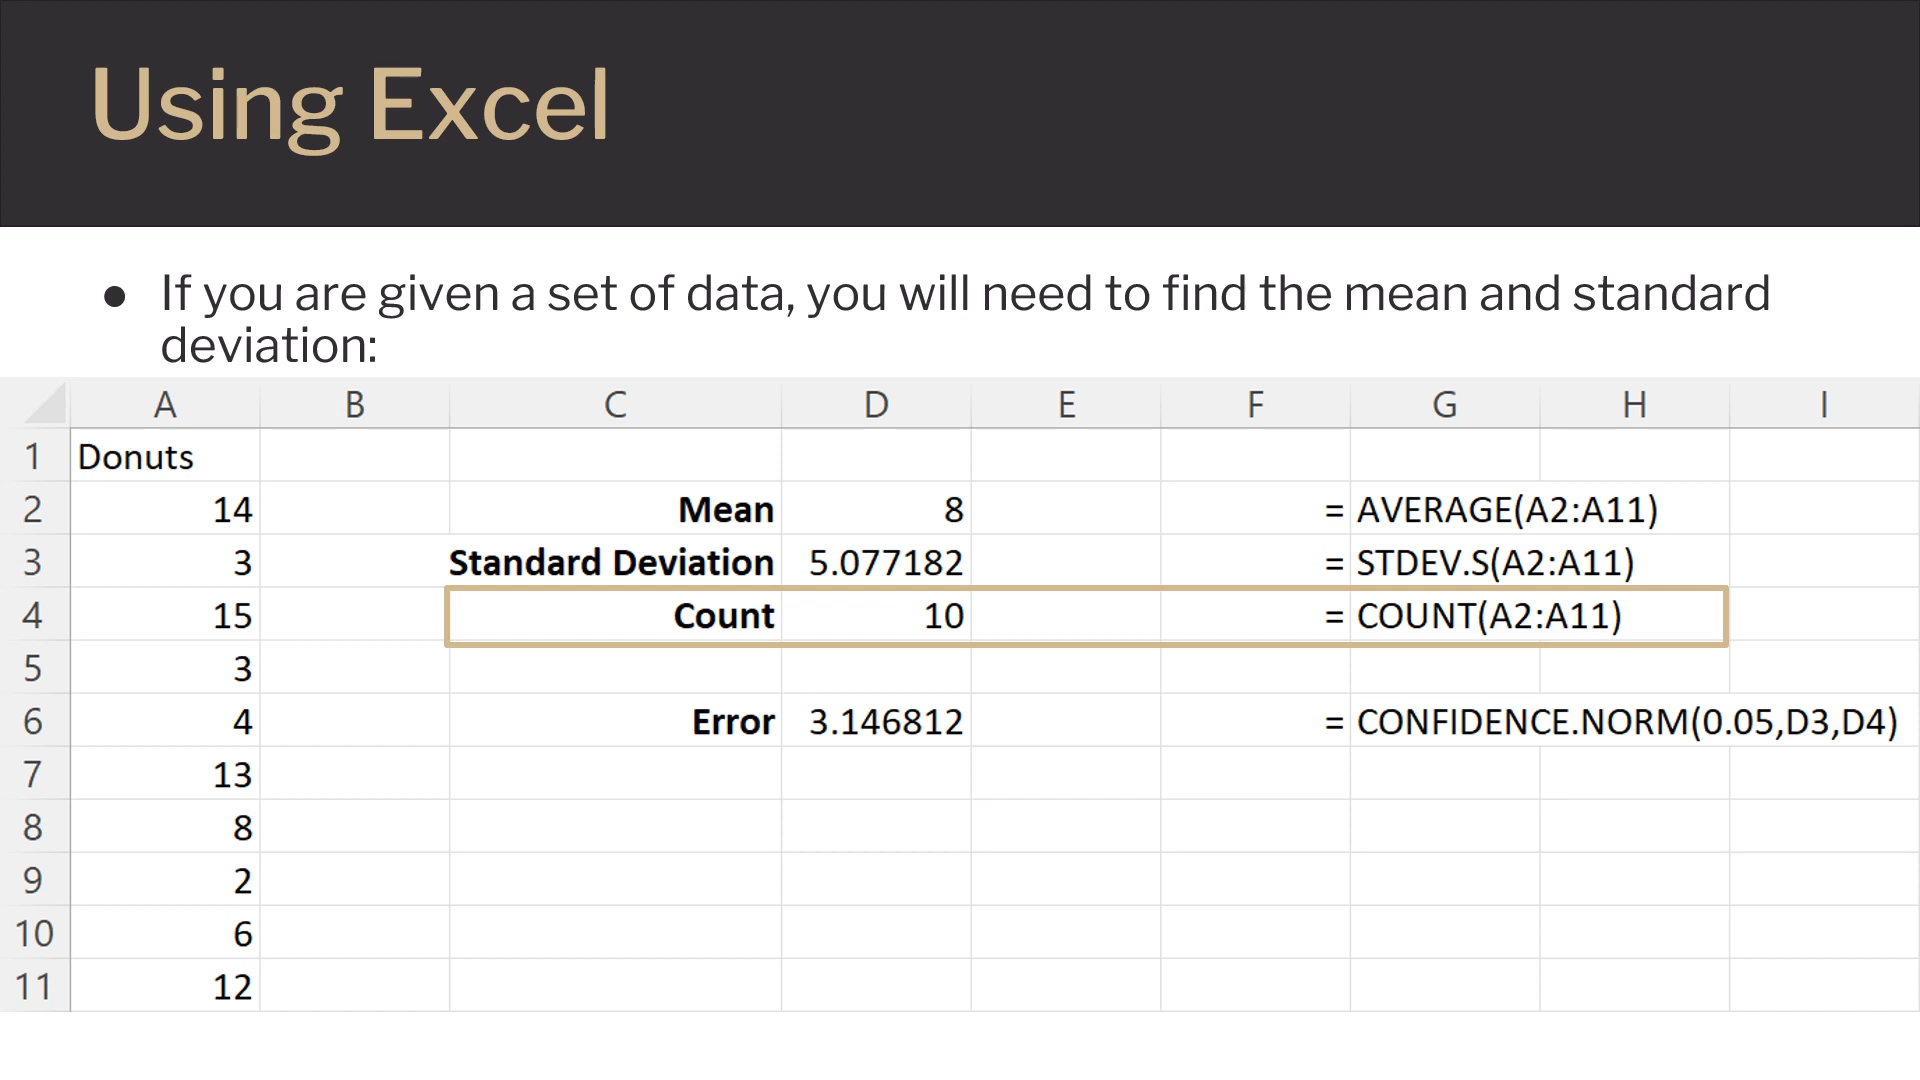 Using Excel
● If you are given a set of data, you will need to find the mean and standard
deviation:
A B C D E F G H I
1 Donuts
2 14 Mean 8 = AVERAGE(A2:A11)
3 3 Standard Deviation 5.077182 = STDEV.S(A2:A11)
4 15 Count 10 = COUNT(A2:A11)
5 3
6 4 Error 3.146812 = CONFIDENCE.NORM(0.05,D3,D4)
7 13
8 8
9 2
10 6
11 12